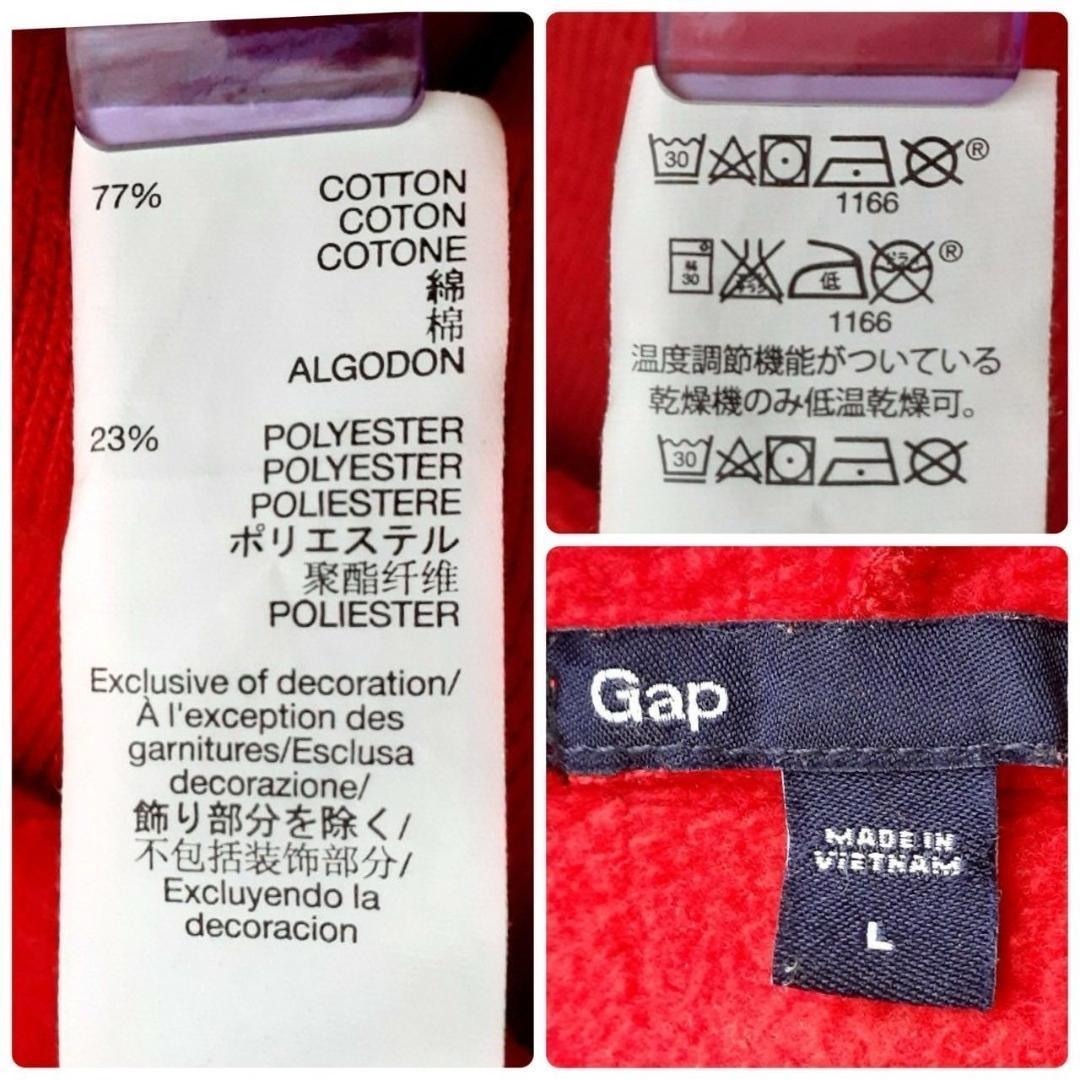 77% COTTON
COTON
COTONE
綿
棉
ALGODON
23% POLYESTER
POLYESTER
POLIESTERE
ポリエステル
聚酯纤维
POLIESTER
Exclusive of decoration/
À l'exception des
garnitures/Esclusa
decorazione/
飾り部分を除く/
不包括装饰部分/
Excluyendo la
decoracion
30 ®
1166
30 低 ®
1166
温度調節機能がついている
乾燥機のみ低温乾燥可。
30
Gap
MADE IN
VIETNAM
L